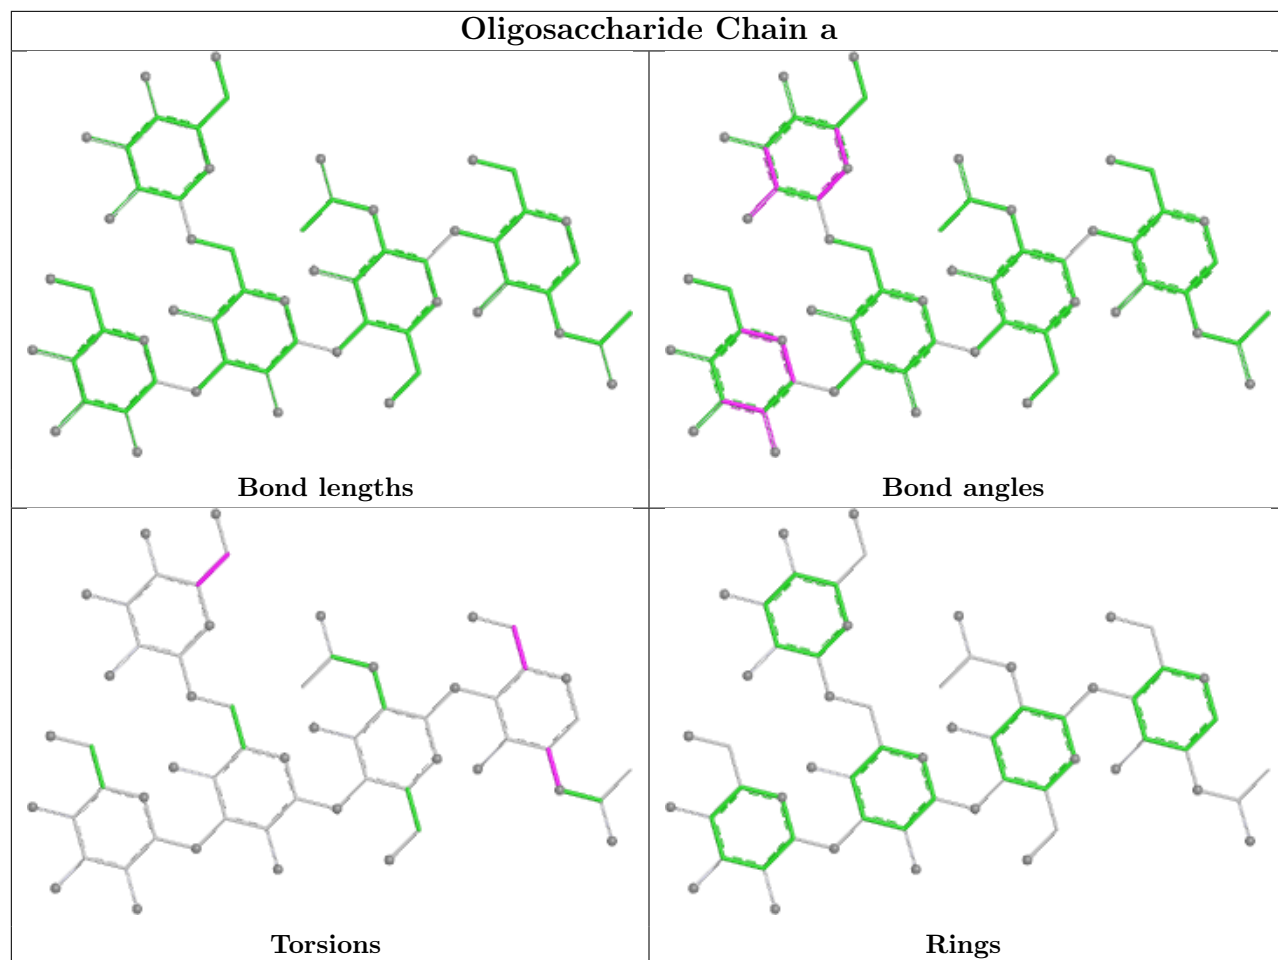 Oligosaccharide Chain a
Bond lengths
Bond angles
Torsions
Rings